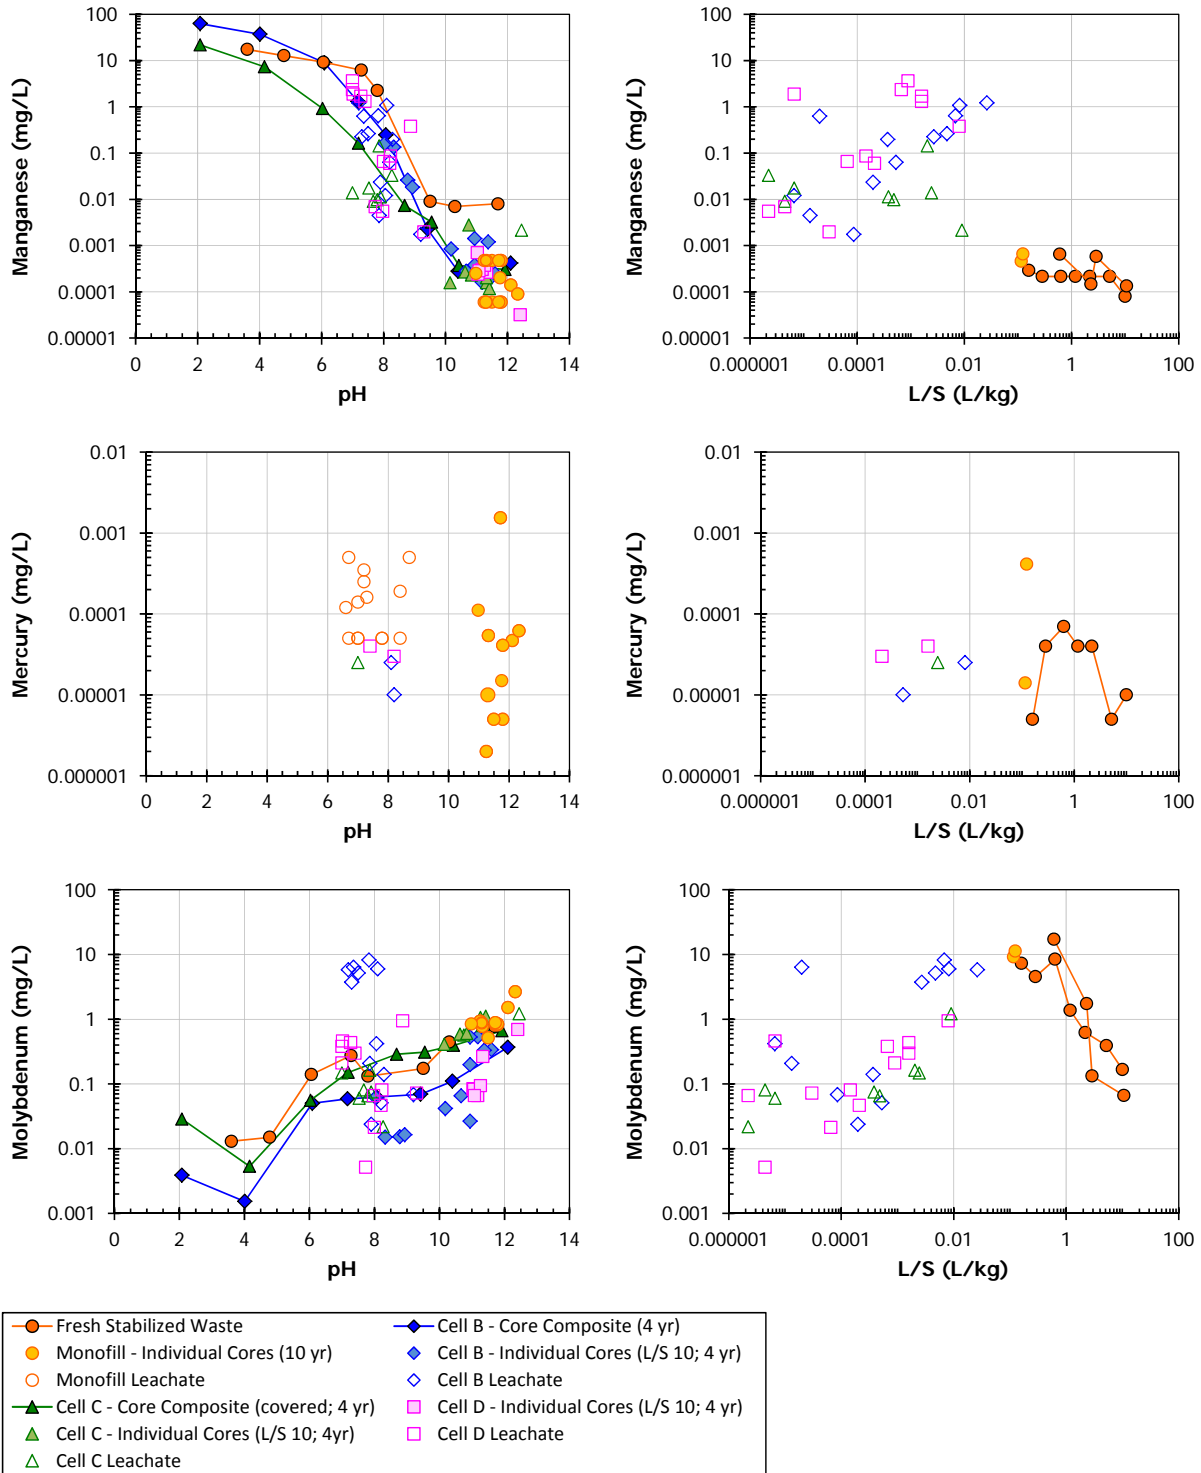 100
10
1
0.1
0.01
0.001
0.0001
0.00001
Manganese (mg/L)
0 2 4 6 8 10 12 14
pH
100
10
1
0.1
0.01
0.001
0.0001
0.00001
Manganese (mg/L)
0.000001 0.0001 0.01 1 100
L/S (L/kg)
0.01
0.001
0.0001
0.00001
0.000001
Mercury (mg/L)
0 2 4 6 8 10 12 14
pH
0.01
0.001
0.0001
0.00001
0.000001
Mercury (mg/L)
0.000001 0.0001 0.01 1 100
L/S (L/kg)
100
10
1
0.1
0.01
0.001
Molybdenum (mg/L)
0 2 4 6 8 10 12 14
pH
100
10
1
0.1
0.01
0.001
Molybdenum (mg/L)
0.000001 0.0001 0.01 1 100
L/S (L/kg)
Fresh Stabilized Waste
Monofill - Individual Cores (10 yr)
Monofill Leachate
Cell C - Core Composite (covered; 4 yr)
Cell C - Individual Cores (L/S 10; 4yr)
Cell C Leachate
Cell B - Core Composite (4 yr)
Cell B - Individual Cores (L/S 10; 4 yr)
Cell B Leachate
Cell D - Individual Cores (L/S 10; 4 yr)
Cell D Leachate